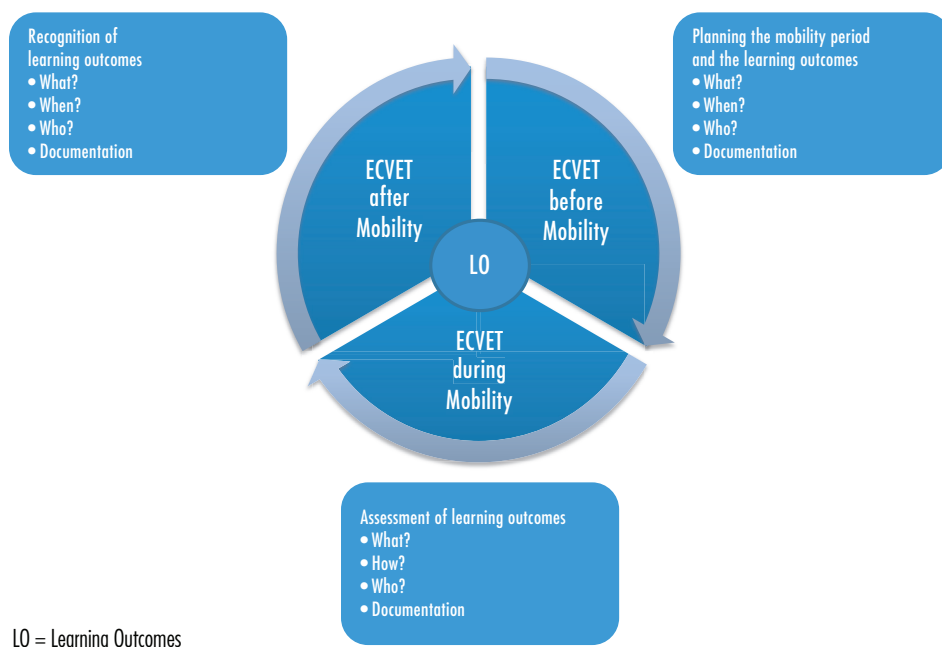 Recognition of
learning outcomes
• What?
• When?
• Who?
• Documentation
Planning the mobility period
and the learning outcomes
• What?
• When?
• Who?
• Documentation
ECVET
after
Mobility
ECVET
before
Mobility
LO
ECVET
during
Mobility
Assessment of learning outcomes
• What?
• How?
• Who?
• Documentation
LO = Learning Outcomes